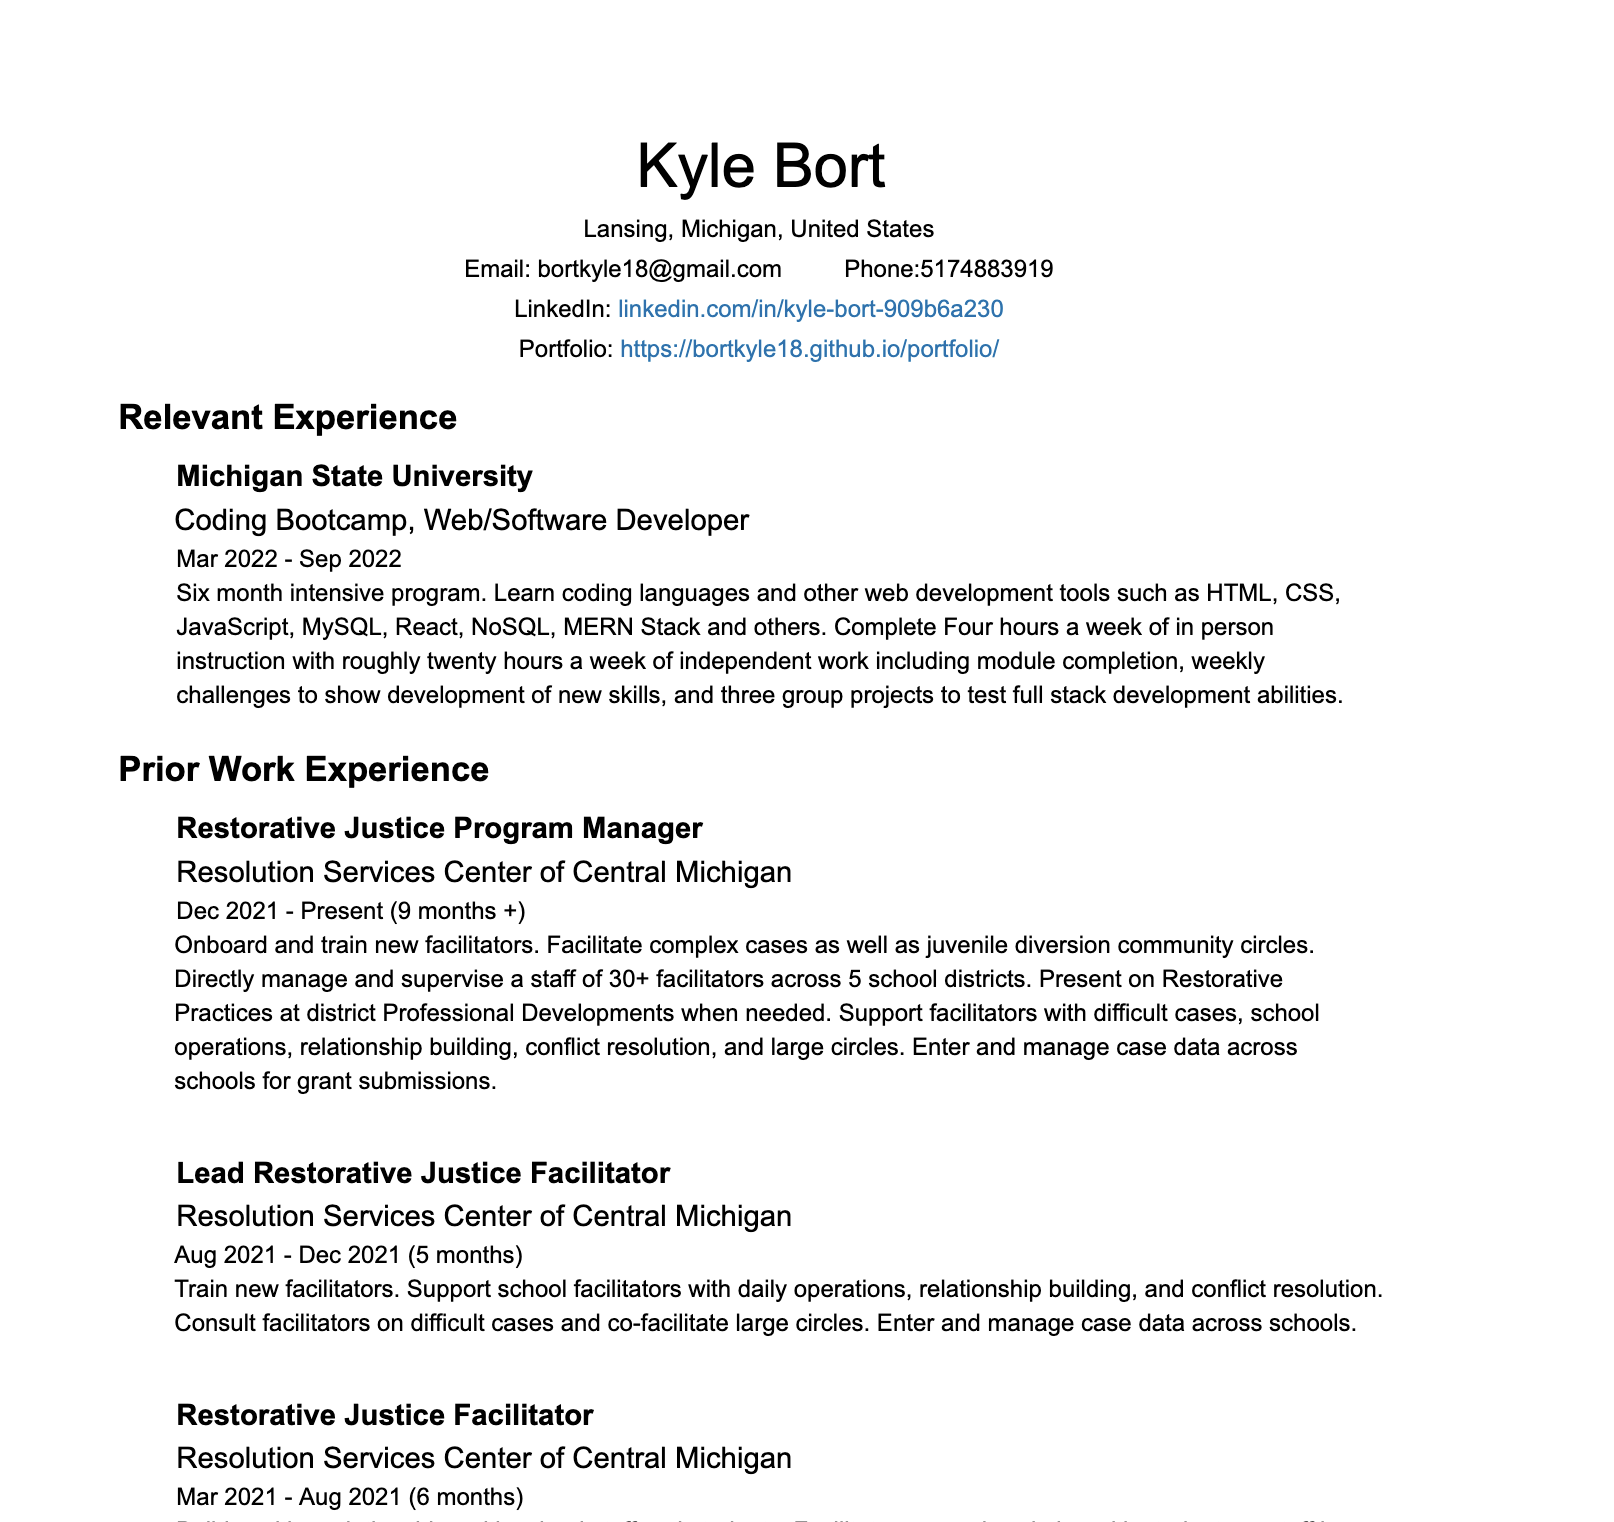 Kyle Bort
Lansing, Michigan, United States
Email: bortkyle18@gmail.com Phone:5174883919
LinkedIn: linkedin.com/in/kyle-bort-909b6a230
Portfolio: https://bortkyle18.github.io/portfolio/
Relevant Experience
Michigan State University
Coding Bootcamp, Web/Software Developer
Mar 2022 - Sep 2022
Six month intensive program. Learn coding languages and other web development tools such as HTML, CSS,
JavaScript, MySQL, React, NoSQL, MERN Stack and others. Complete Four hours a week of in person
instruction with roughly twenty hours a week of independent work including module completion, weekly
challenges to show development of new skills, and three group projects to test full stack development abilities.
Prior Work Experience
Restorative Justice Program Manager
Resolution Services Center of Central Michigan
Dec 2021 - Present (9 months +)
Onboard and train new facilitators. Facilitate complex cases as well as juvenile diversion community circles.
Directly manage and supervise a staff of 30+ facilitators across 5 school districts. Present on Restorative
Practices at district Professional Developments when needed. Support facilitators with difficult cases, school
operations, relationship building, conflict resolution, and large circles. Enter and manage case data across
schools for grant submissions.
Lead Restorative Justice Facilitator
Resolution Services Center of Central Michigan
Aug 2021 - Dec 2021 (5 months)
Train new facilitators. Support school facilitators with daily operations, relationship building, and conflict resolution.
Consult facilitators on difficult cases and co-facilitate large circles. Enter and manage case data across schools.
Restorative Justice Facilitator
Resolution Services Center of Central Michigan
Mar 2021 - Aug 2021 (6 months)